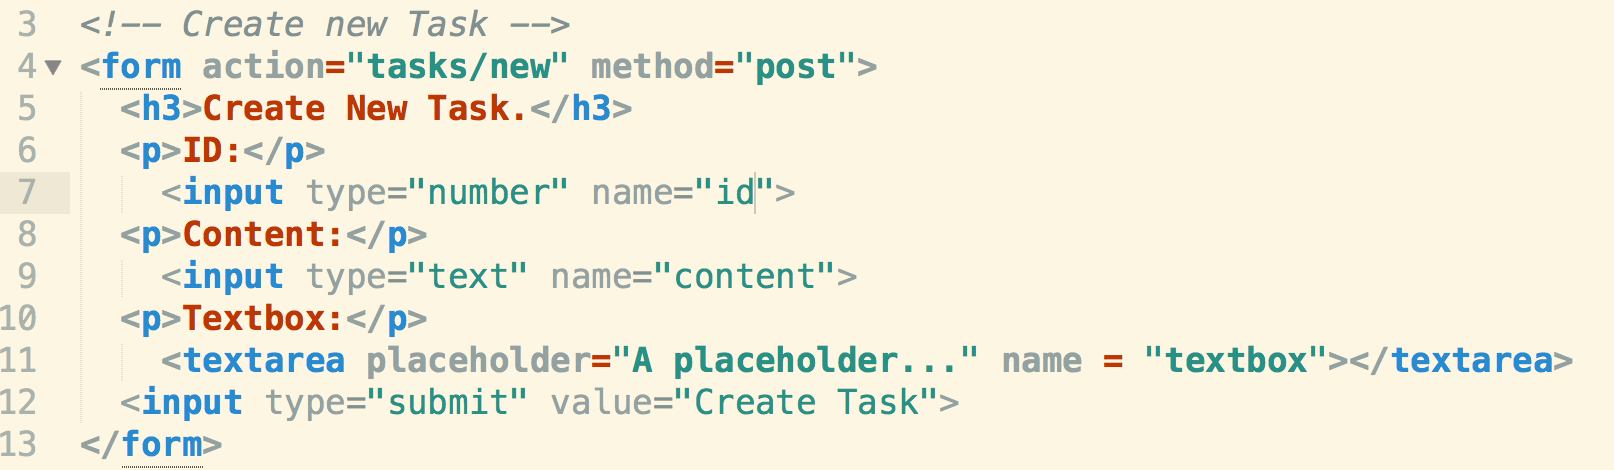 3 <!-- Create new Task -->
4 <form action="tasks/new" method="post">
5 <h3>Create New Task.</h3>
6 <p>ID:</p>
7 <input type="number" name="id">
8 <p>Content:</p>
9 <input type="text" name="content">
10 <p>Textbox:</p>
11 <textarea placeholder="A placeholder..." name = "textbox"></textarea>
12 <input type="submit" value="Create Task">
13 </form>